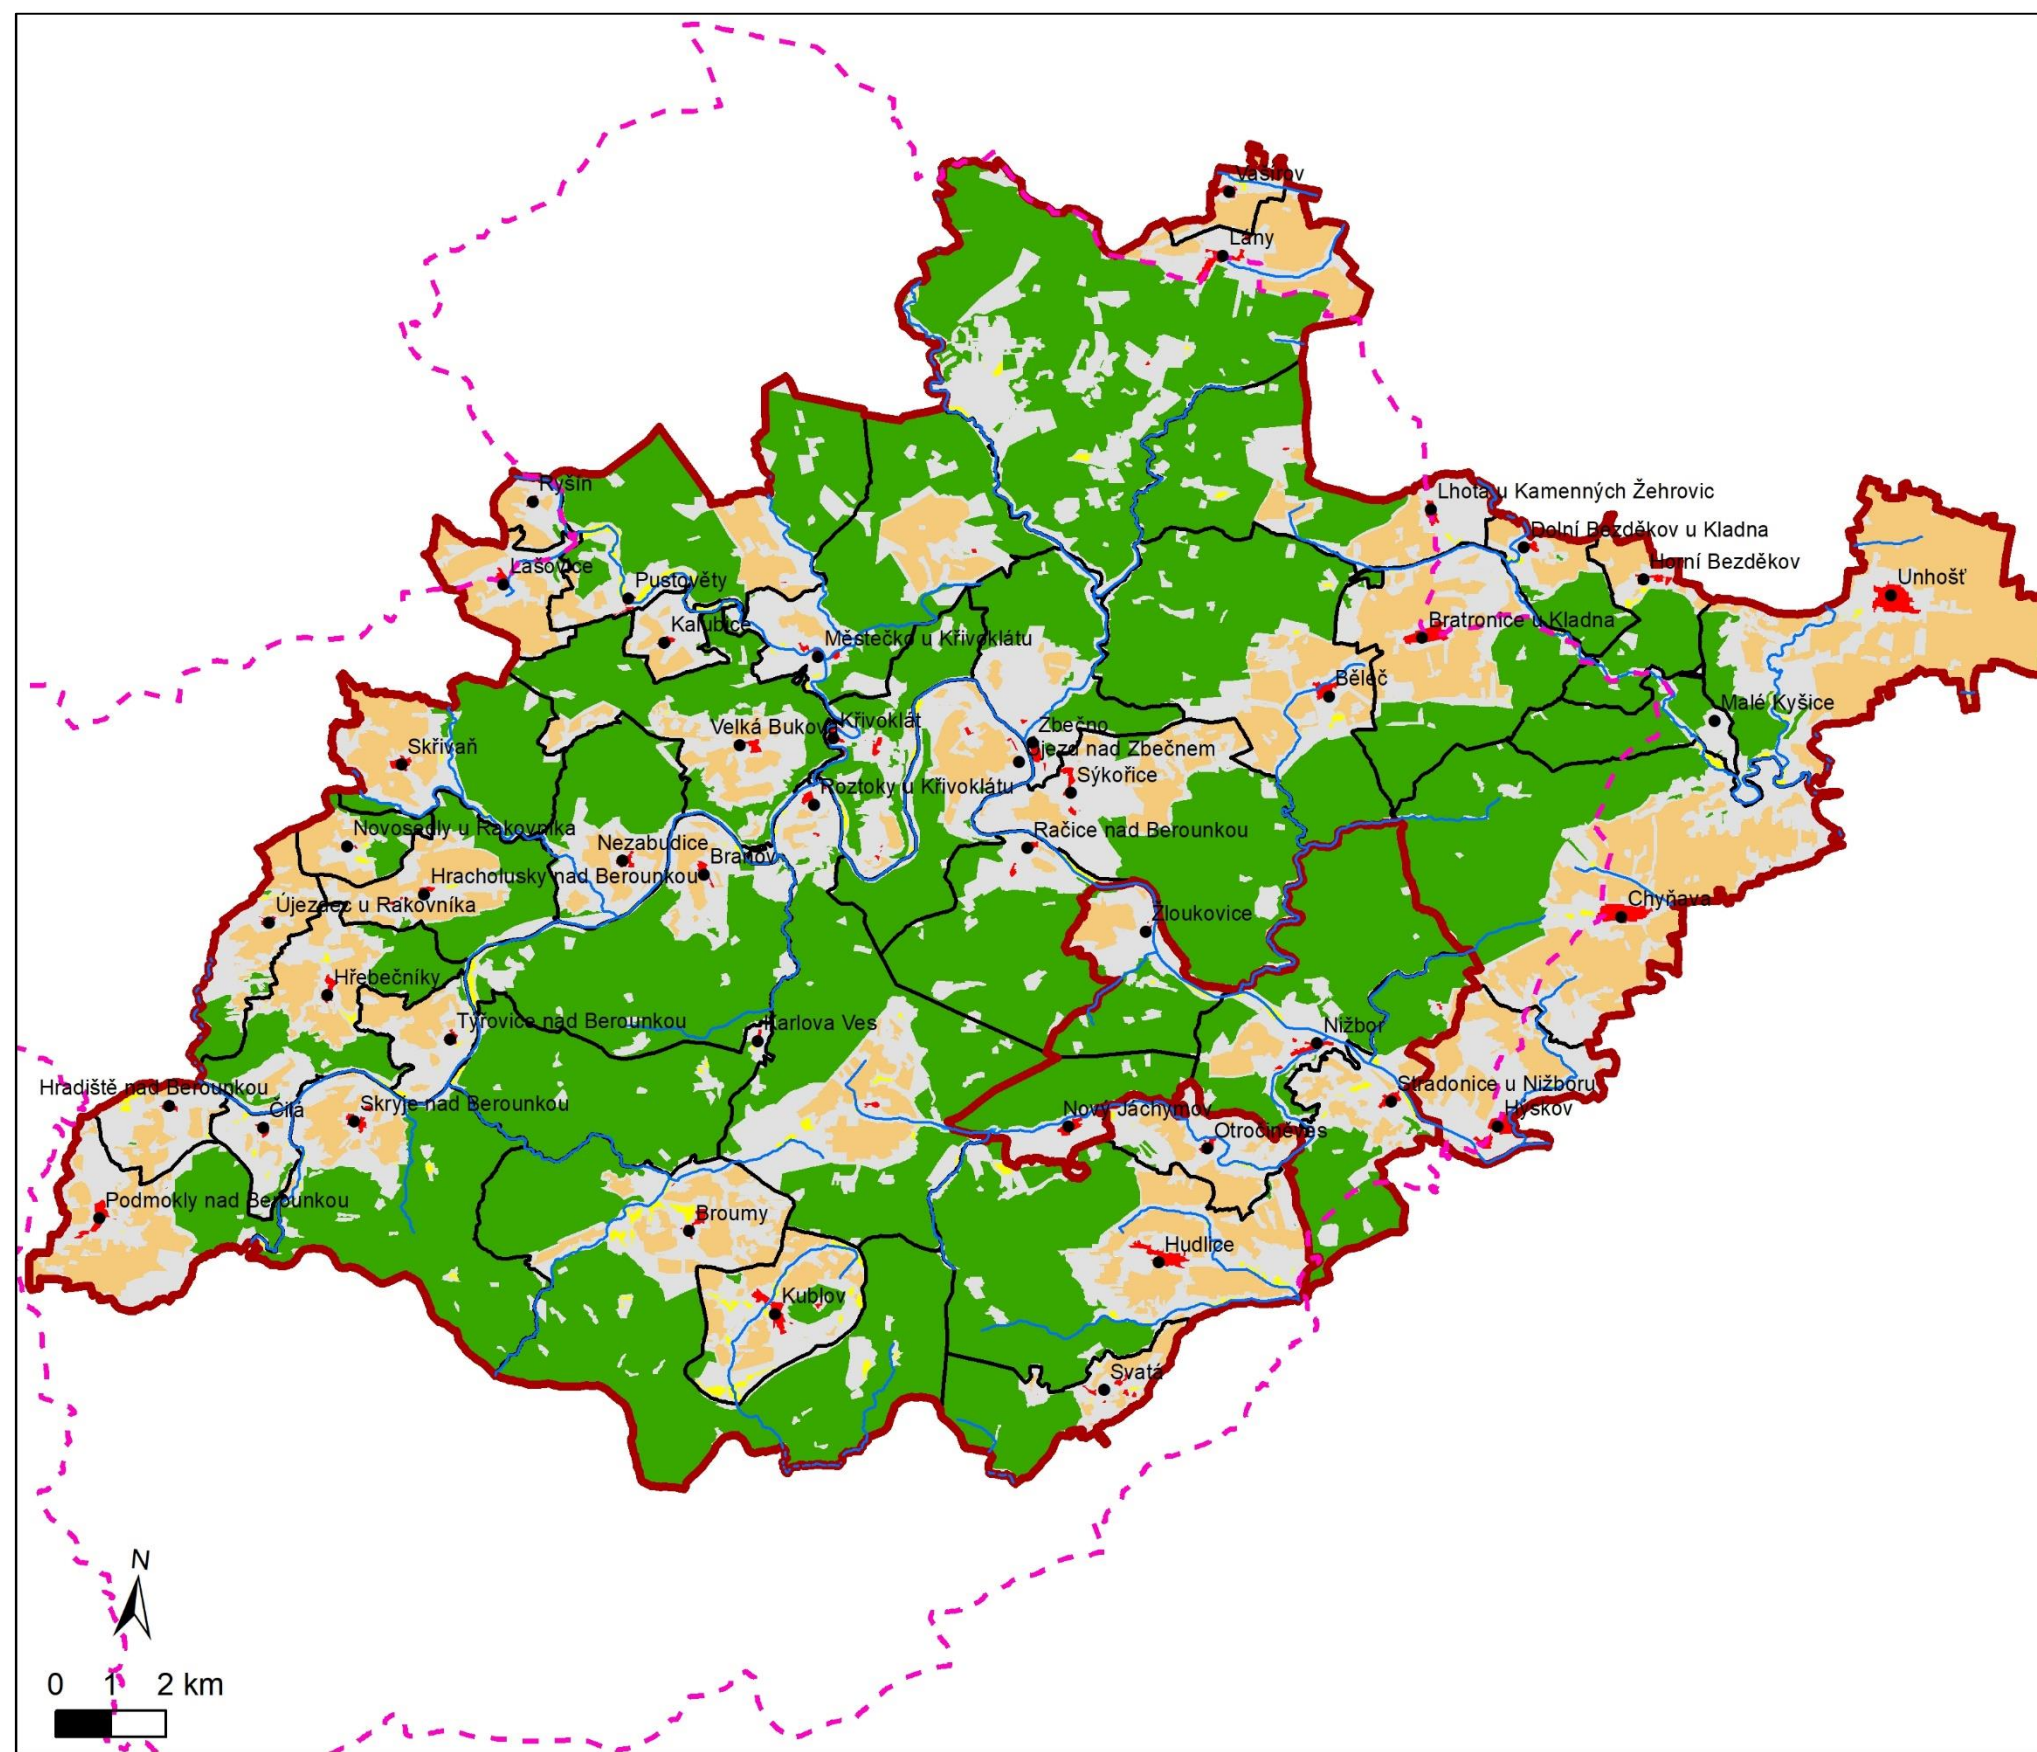 Vašírov
Lány
Ryšín
Lhota u Kamenných Žehrovic
Dolní Bezděkov u Kladna
Horní Bezděkov
Lašovice
Pustověty
Unhošť
Kalubice
Městečko u Křivoklátu
Bratronice u Kladna
Běleč
Malé Kyšice
Velká Buková
Křivoklát
Zbečno
Skřivaň
Újezd nad Zbečnem
Sýkořice
Roztoky u Křivoklátu
Novosedly u Rakovníka
Nezabudice
Branov
Račice nad Berounkou
Hracholusky nad Berounkou
Újezdec u Rakovníka
Zloukovice
Chyňava
Hřebečníky
Týřovice nad Berounkou
Karlova Ves
Nižbor
Hradiště nad Berounkou
Čilá
Skryje nad Berounkou
Nový Jáchymov
Stradonice u Nižboru
Hýskov
Otročiněves
Podmokly nad Berounkou
Broumy
Hudlice
Kublov
Svatá
N
0 1 2 km